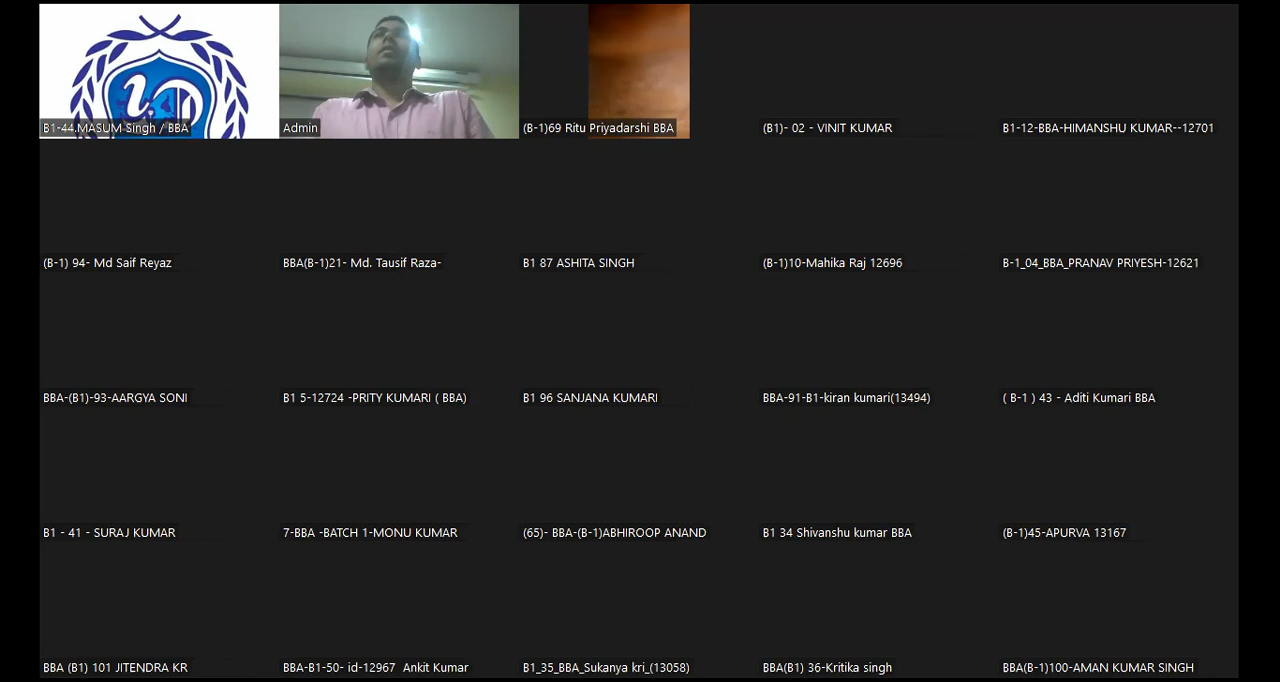 B1-44.MASUM Singh / BBA
Admin
(B-1)69 Ritu Priyadarshi BBA
(B1)- 02 - VINIT KUMAR
B1-12-BBA-HIMANSHU KUMAR--12701
(B-1) 94- Md Saif Reyaz
BBA(B-1)21- Md. Tausif Raza-
B1 87 ASHITA SINGH
(B-1)10-Mahika Raj 12696
B-1_04_BBA_PRANAV PRIYESH-12621
BBA-(B1)-93-AARGYA SONI
B1 5-12724 -PRITY KUMARI ( BBA)
B1 96 SANJANA KUMARI
BBA-91-B1-kiran kumari(13494)
( B-1 ) 43 - Aditi Kumari BBA
B1 - 41 - SURAJ KUMAR
7-BBA -BATCH 1-MONU KUMAR
(65)- BBA-(B-1)ABHIROOP ANAND
B1 34 Shivanshu kumar BBA
(B-1)45-APURVA 13167
BBA (B1) 101 JITENDRA KR
BBA-B1-50- id-12967  Ankit Kumar
B1_35_BBA_Sukanya kri_(13058)
BBA(B1) 36-Kritika singh
BBA(B-1)100-AMAN KUMAR SINGH